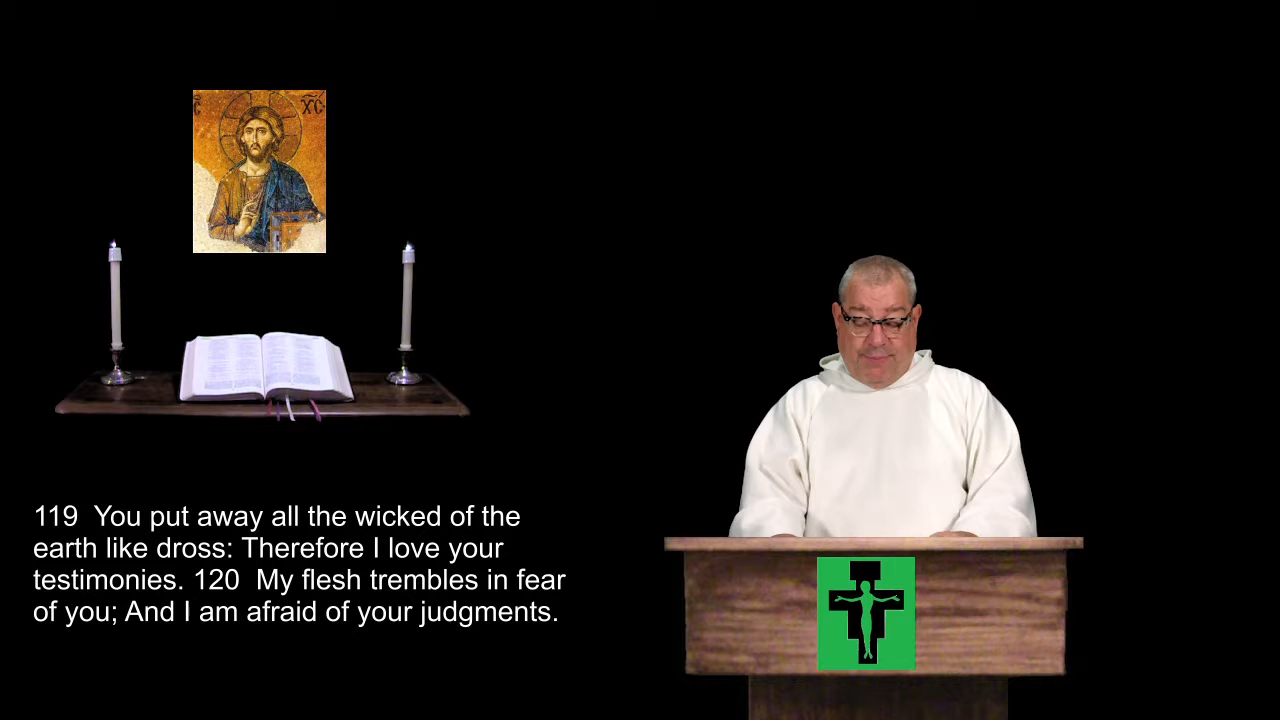 C XC
119  You put away all the wicked of the
earth like dross: Therefore I love your
testimonies. 120  My flesh trembles in fear
of you; And I am afraid of your judgments.